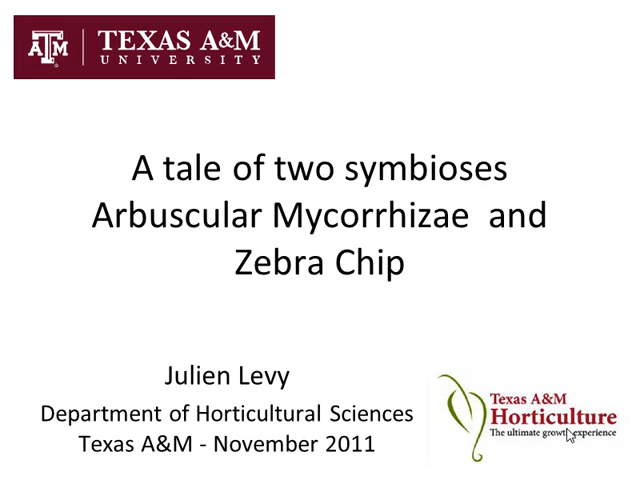 TEXAS A&M
UNIVERSITY
A tale of two symbioses
Arbuscular Mycorrhizae and
Zebra Chip
Julien Levy
Department of Horticultural Sciences
Texas A&M - November 2011
Texas A&M
Horticulture
The ultimate growth experience